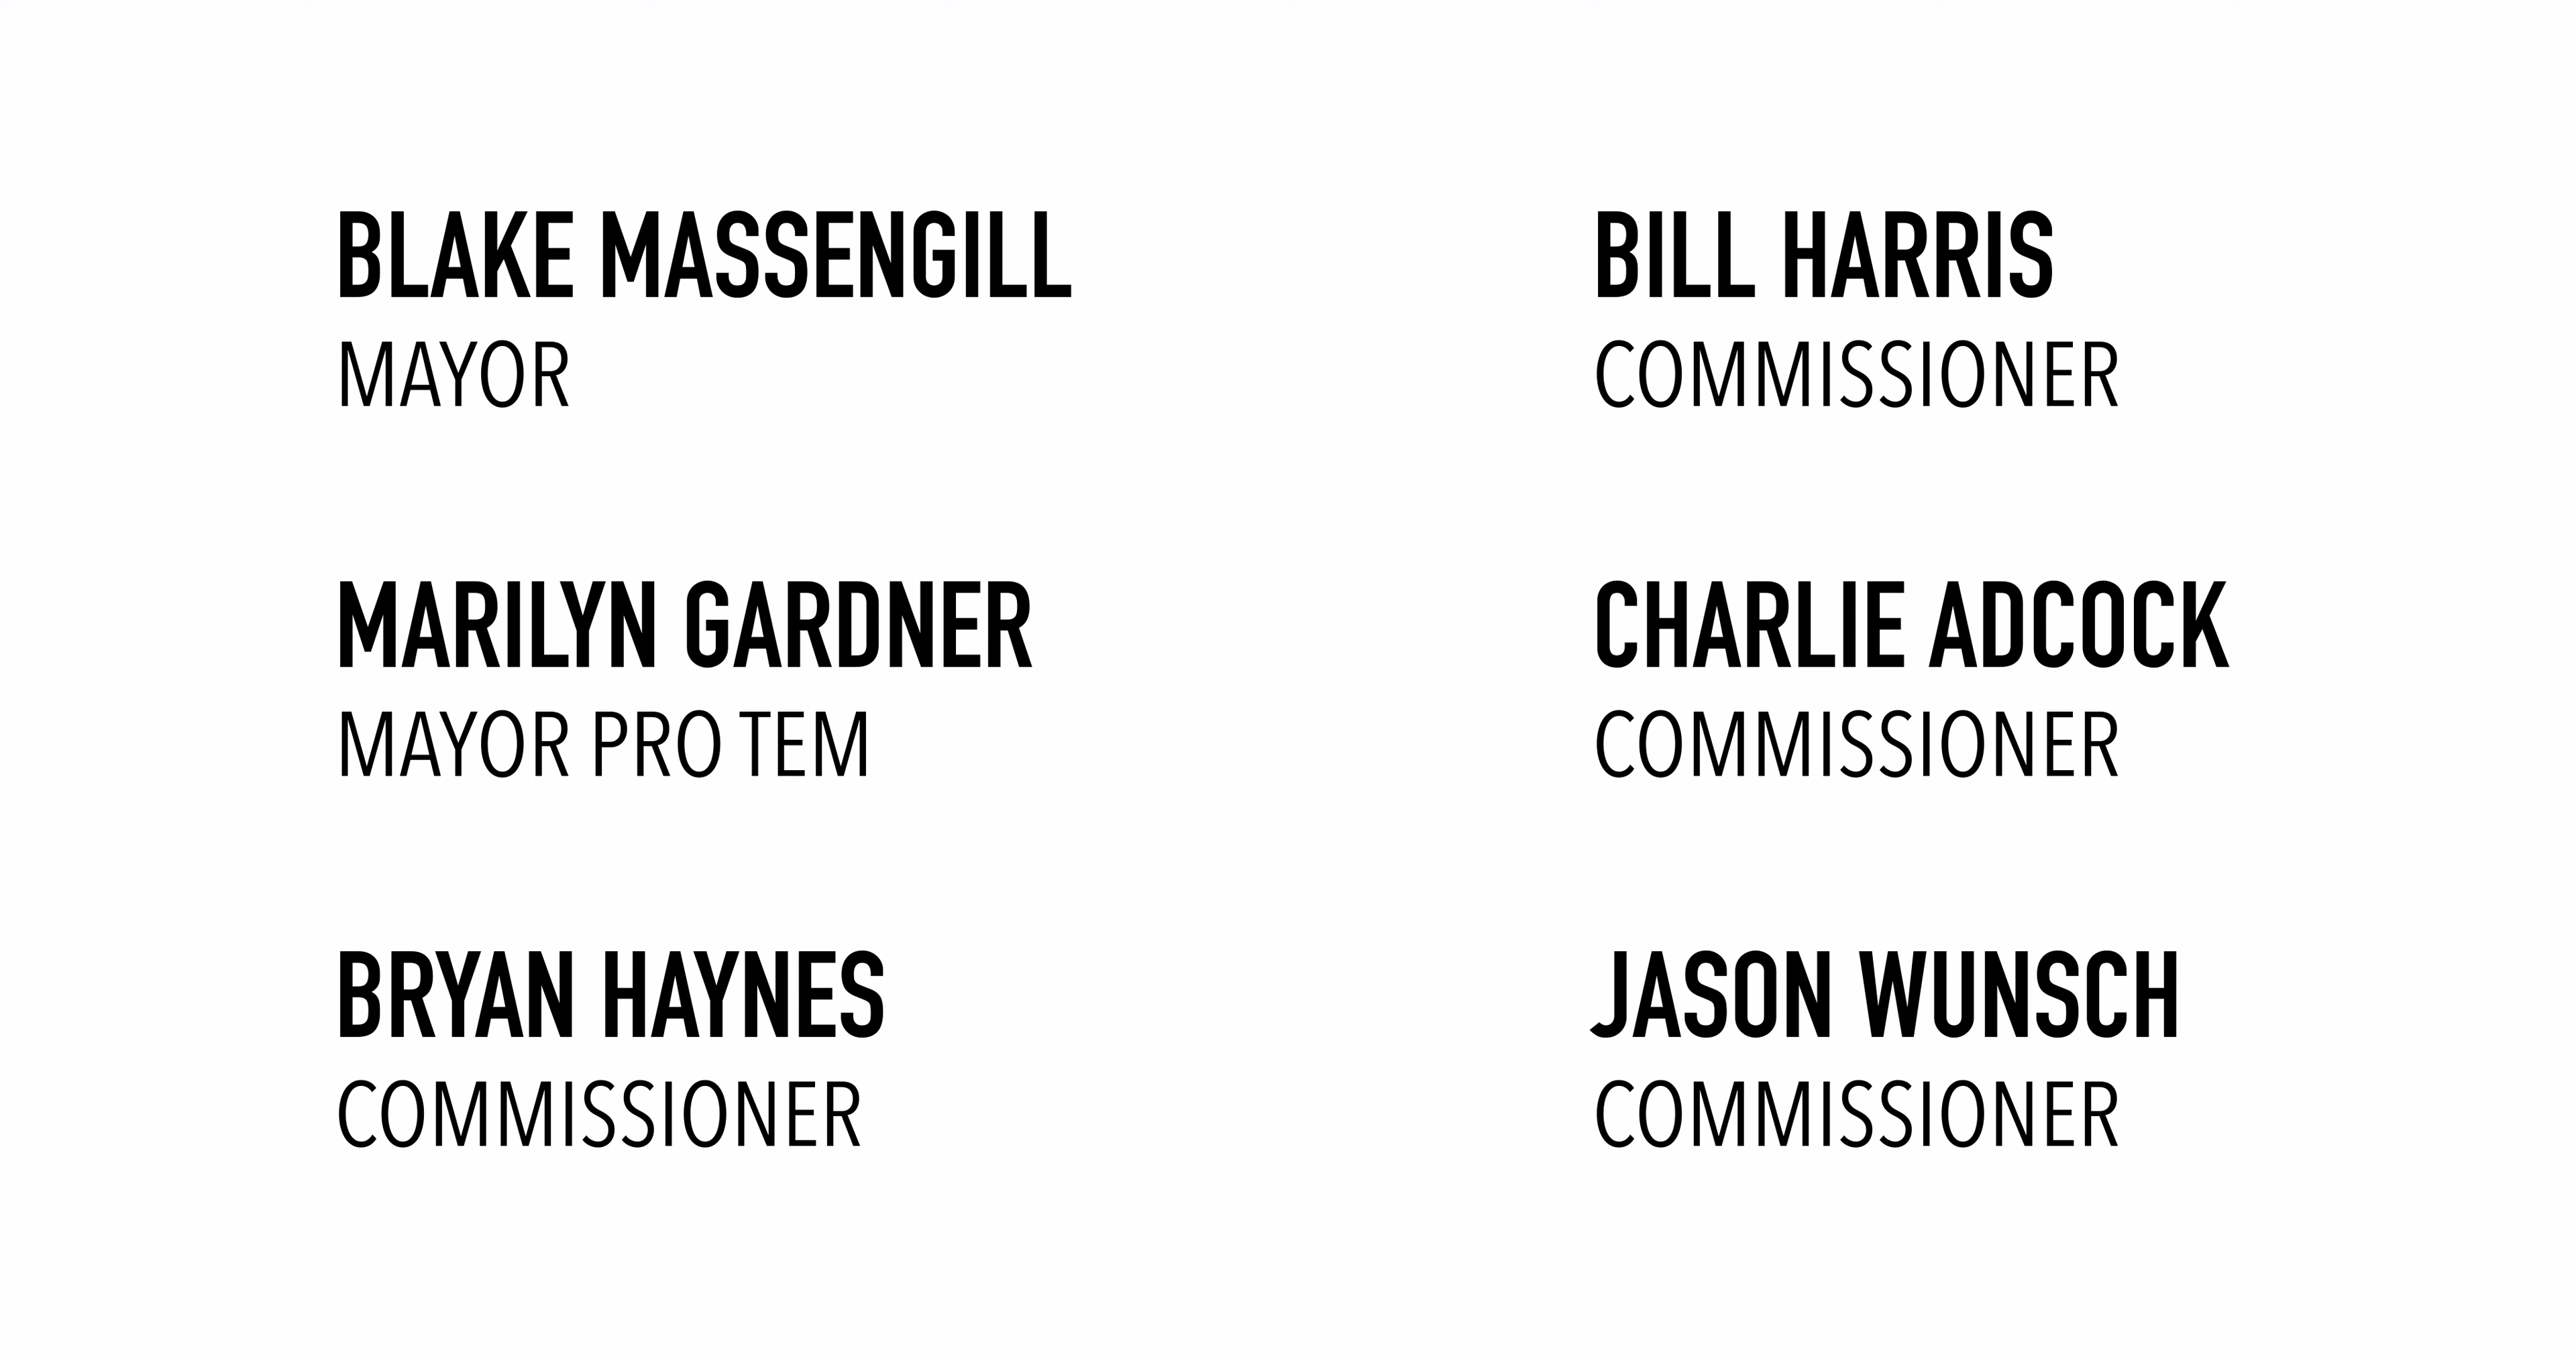 BLAKE MASSENGILL
MAYOR
MARILYN GARDNER
MAYOR PRO TEM
BRYAN HAYNES
COMMISSIONER
BILL HARRIS
COMMISSIONER
CHARLIE ADCOCK
COMMISSIONER
JASON WUNSCH
COMMISSIONER